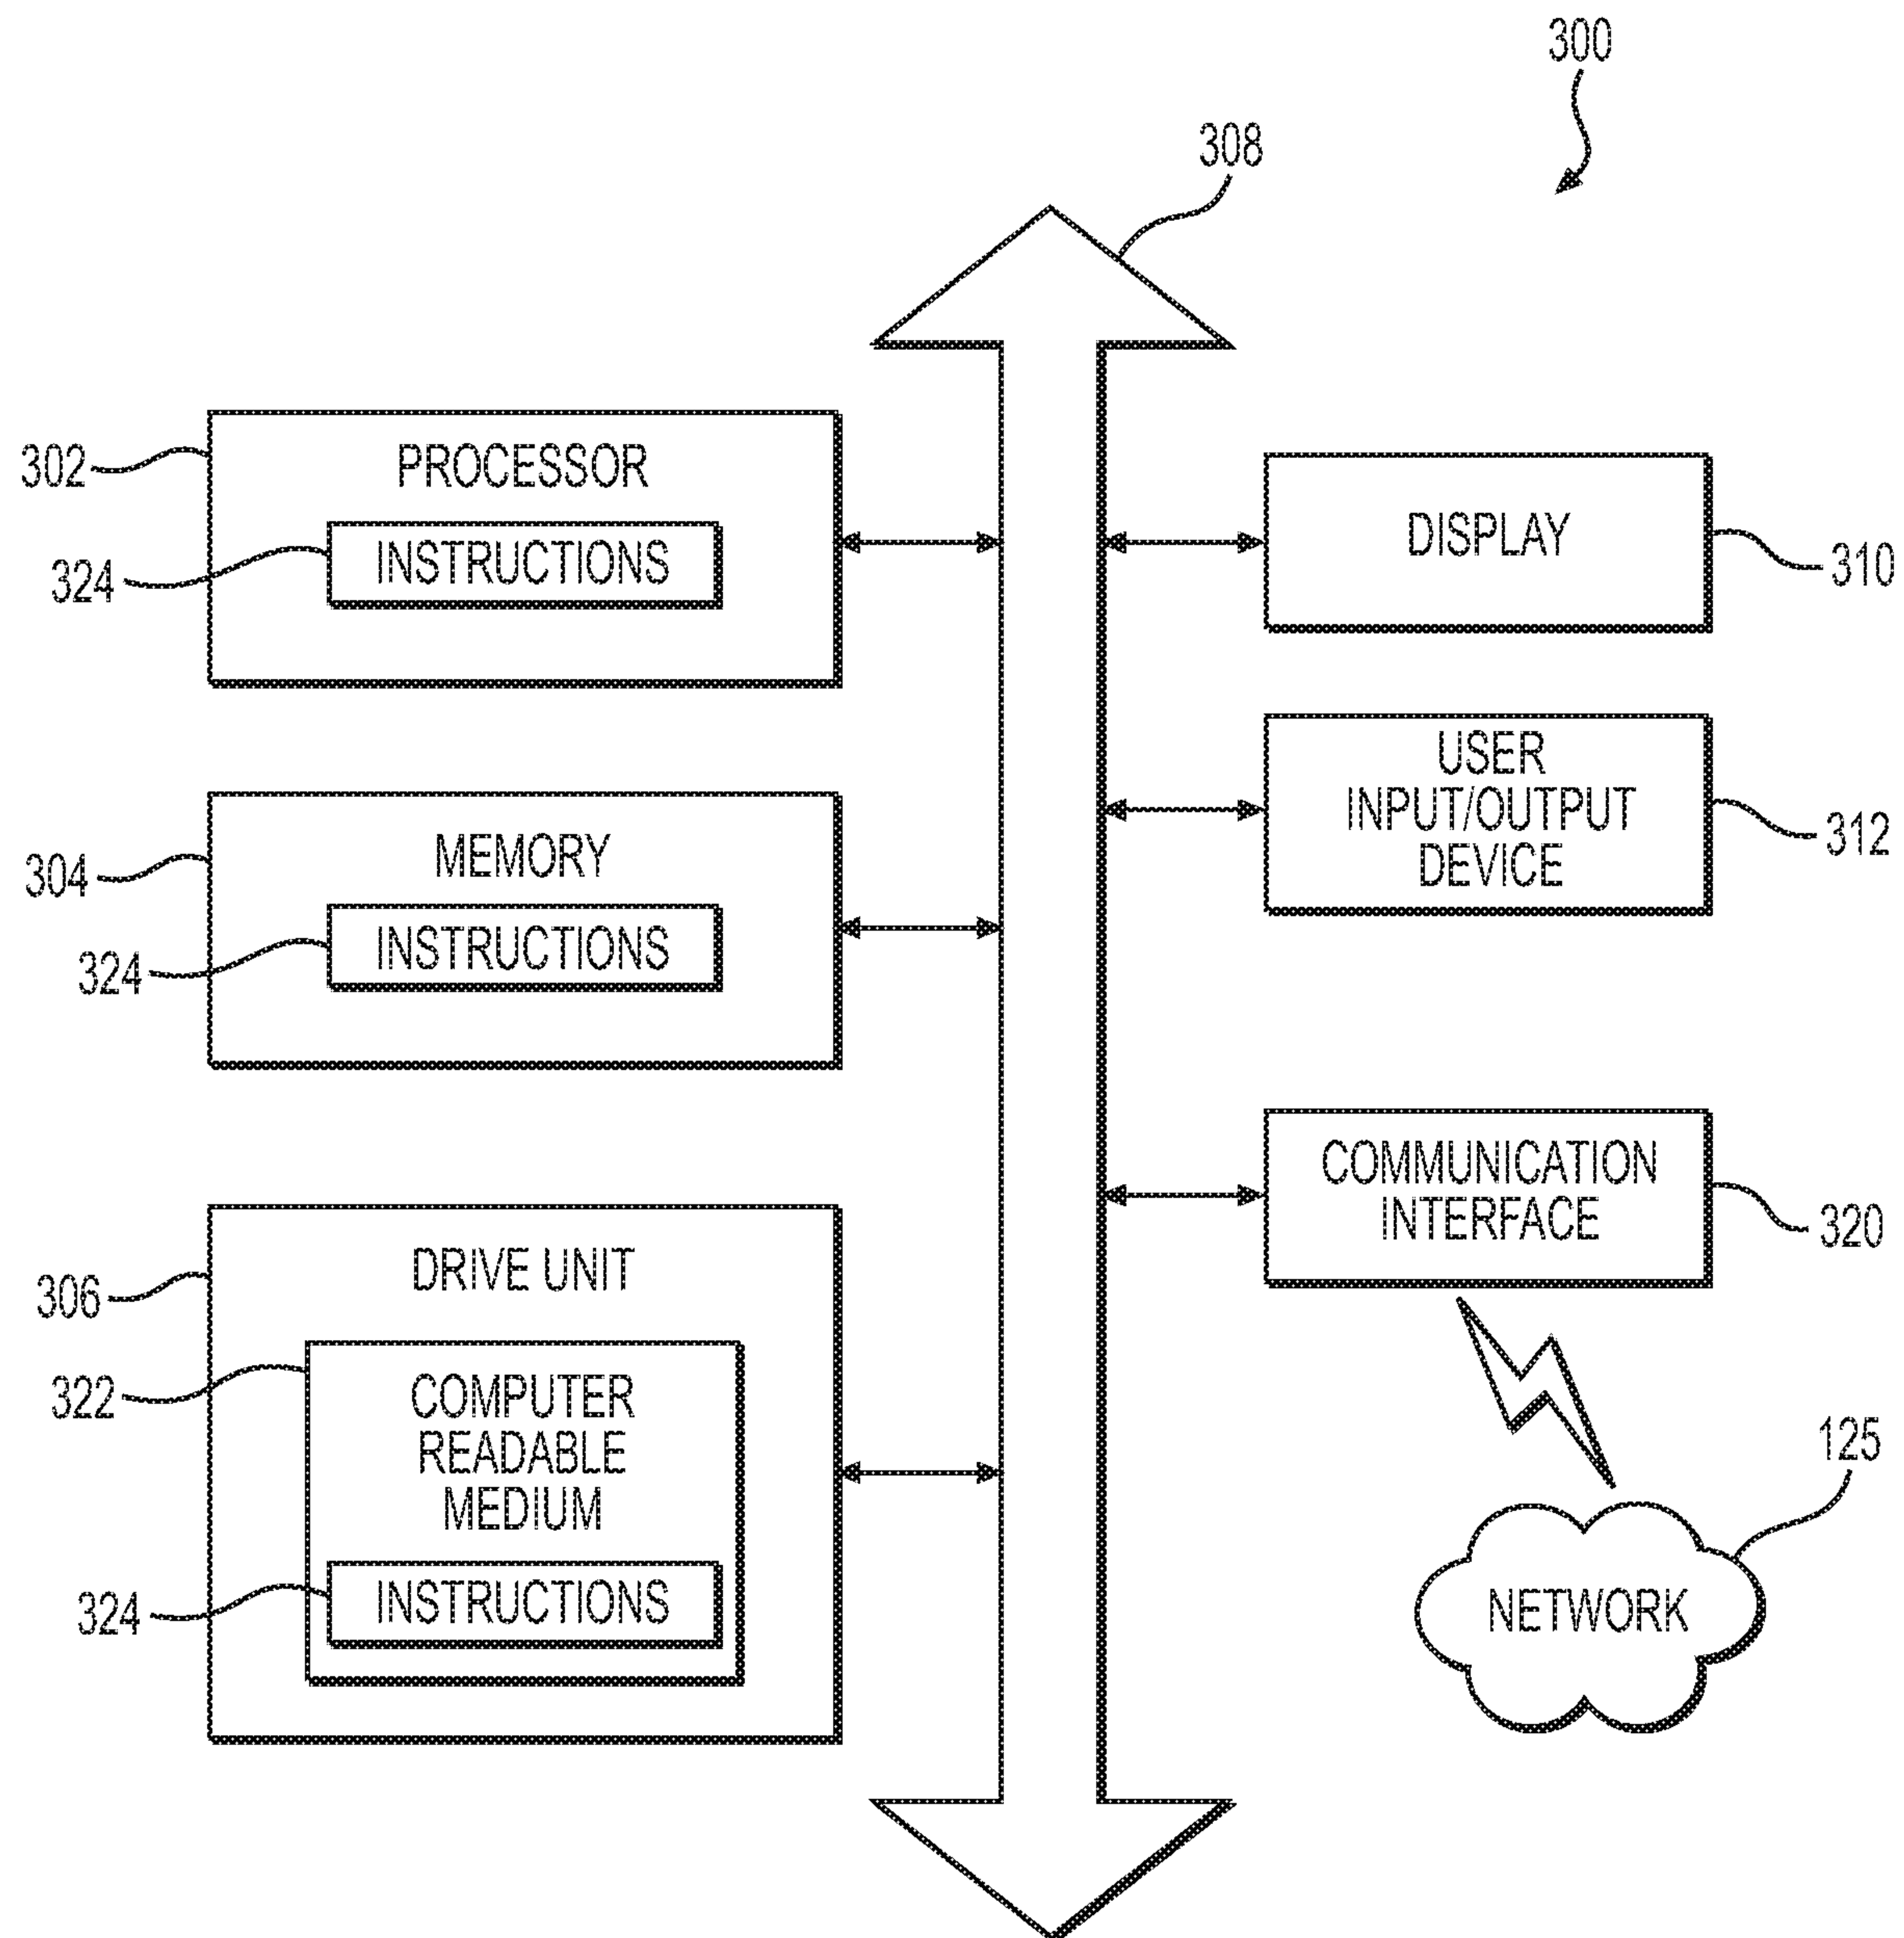 300
308
302
PROCESSOR
324
INSTRUCTIONS
DISPLAY
310
USER
INPUT/OUTPUT
DEVICE
312
304
MEMORY
324
INSTRUCTIONS
COMMUNICATION
INTERFACE
320
306
DRIVE UNIT
322
COMPUTER
READABLE
MEDIUM
324
INSTRUCTIONS
125
NETWORK